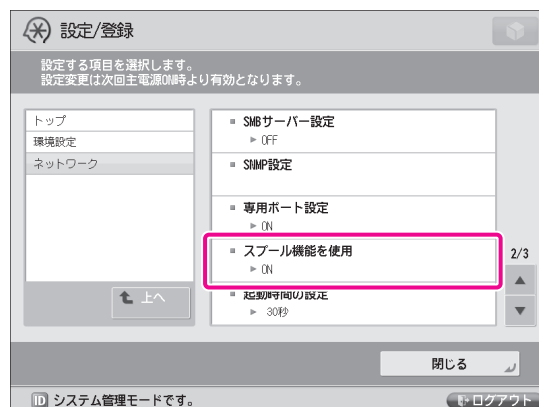 設定/登録
設定する項目を選択します。
設定変更は次回主電源ON時より有効となります。
トップ
環境設定
ネットワーク
上へ
SMBサーバー設定
OFF
SNMP設定
専用ポート設定
ON
スプール機能を使用
ON
起動時間の設定
30秒
2/3
閉じる
ID システム管理モードです。
ログアウト